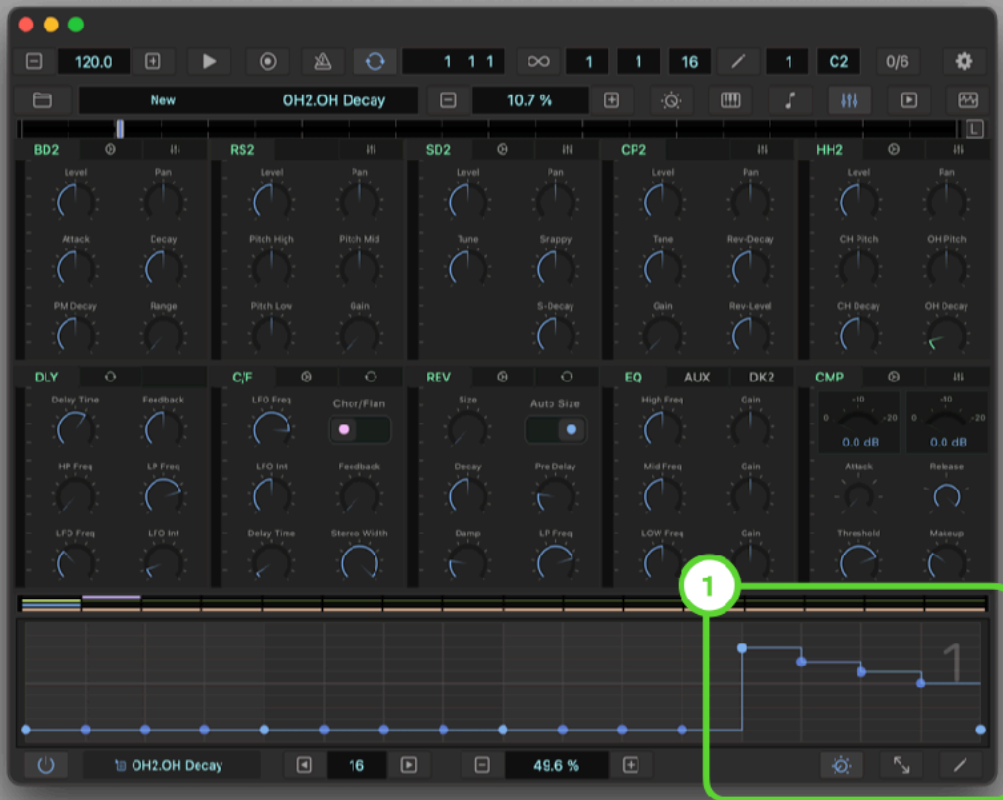 120.0 1 1 1 1 1 16 1 C2 0/6
New OH2.OH Decay 10.7 % L
BD2 RS2 SD2 CP2 HH2
Level Pan Level Pan Level Pan Level Pan Level Pan
Attack Decay Pitch High Pitch Mid Tune Snappy Tune Rev-Decay CH Pitch OH Pitch
PM Decay Range Pitch Low Gain S-Decay Gain Rev-Level CH Decay OH Decay
DLY C/F REV EQ AUX DK2 CMP
Delay Time Feedback LFO Freq Chor/Flan Size Auto Size High Freq Gain -10 -10
0 -20 0 -20
0.0 dB 0.0 dB
HP Freq LP Freq LFO Int Feedback Decay Pre Delay Mid Freq Gain Attack Release
LFO Freq LFO Int Delay Time Stereo Width Damp LP Freq LOW Freq Gain Threshold Makeup
1
1
OH2.OH Decay 16 49.6 %